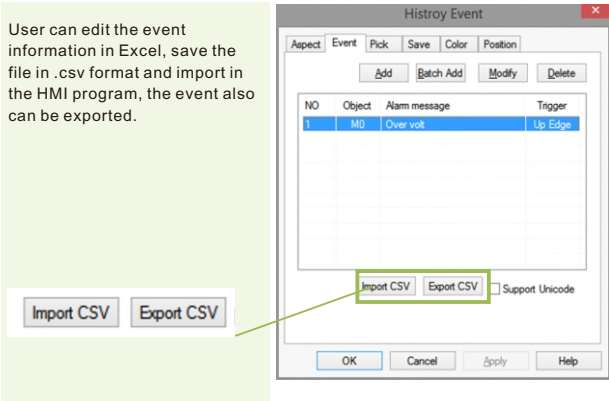 User can edit the event
information in Excel, save the
file in .csv format and import in
the HMI program, the event also
can be exported.
Import CSV Export CSV
Histroy Event
Aspect Event Pick Save Color Position
Add Batch Add Modify Delete
NO Object Alarm message Trigger
1 M0 Over volt Up Edge
Import CSV Export CSV Support Unicode
OK Cancel Apply Help